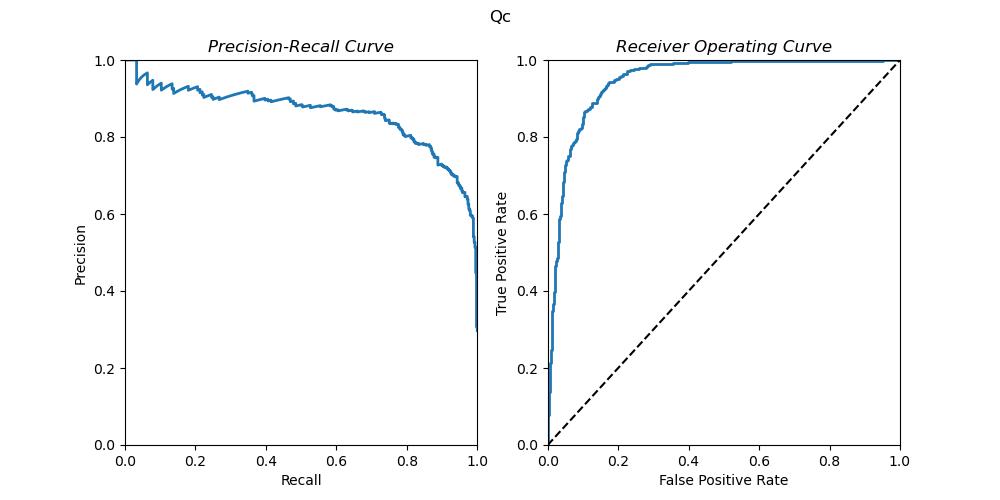 Qc
Precision-Recall Curve
1.0
0.8
0.6
0.4
0.2
0.0
Precision
0.0 0.2 0.4 0.6 0.8 1.0
Recall
Receiver Operating Curve
1.0
0.8
0.6
0.4
0.2
0.0
True Positive Rate
0.0 0.2 0.4 0.6 0.8 1.0
False Positive Rate